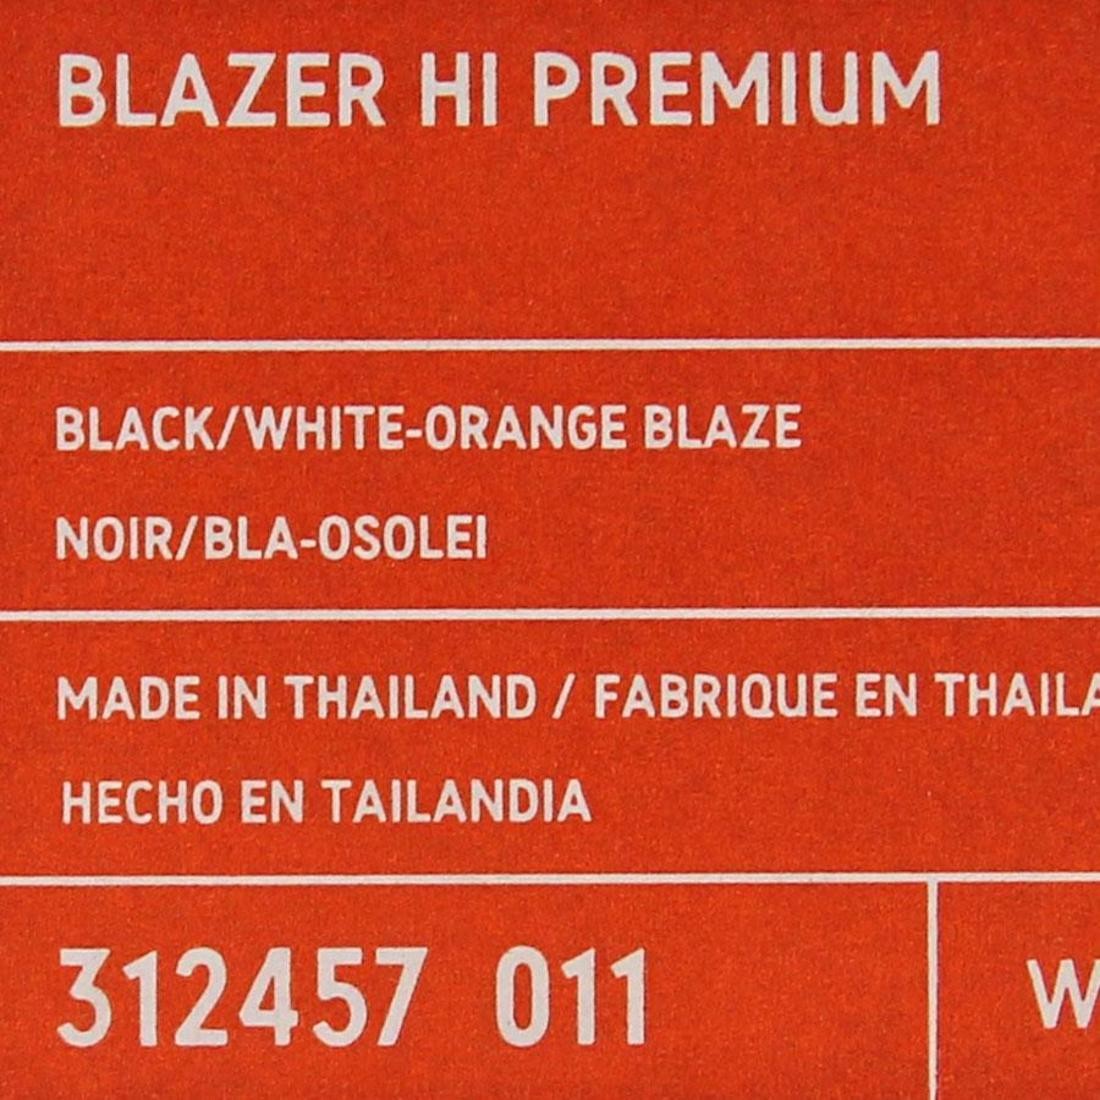 BLAZER HI PREMIUM
BLACK/WHITE-ORANGE BLAZE
NOIR/BLA-OSOLEI
MADE IN THAILAND / FABRIQUE EN THAILA
HECHO EN TAILANDIA
312457 011
W